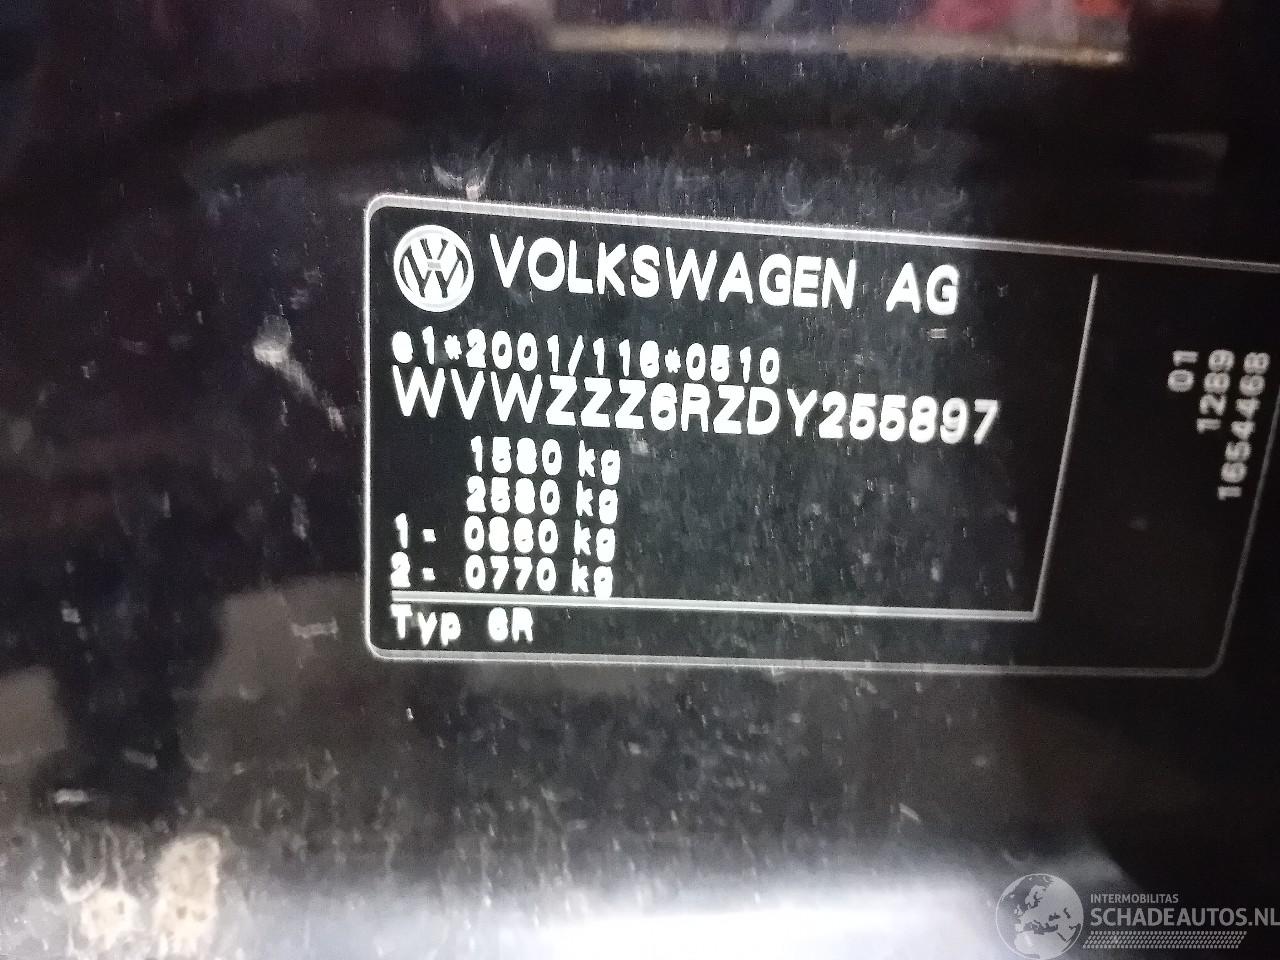 VOLKSWAGEN AG
e1*2001/116*0510
WVWZZZ6RZDY255897
1580 kg
2580 kg
1- 0860 kg
2- 0770 kg
Typ 6R
01
1289
1654468
INTERMOBILITAS
SCHADEAUTOS.NL